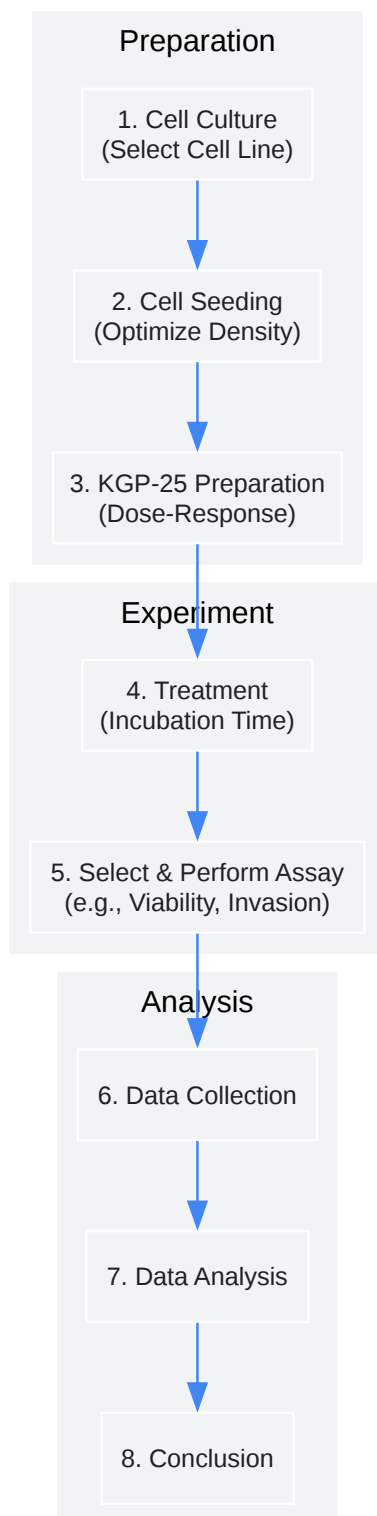 Preparation
1. Cell Culture
(Select Cell Line)
2. Cell Seeding
(Optimize Density)
3. KGP-25 Preparation
(Dose-Response)
Experiment
4. Treatment
(Incubation Time)
5. Select & Perform Assay
(e.g., Viability, Invasion)
Analysis
6. Data Collection
7. Data Analysis
8. Conclusion